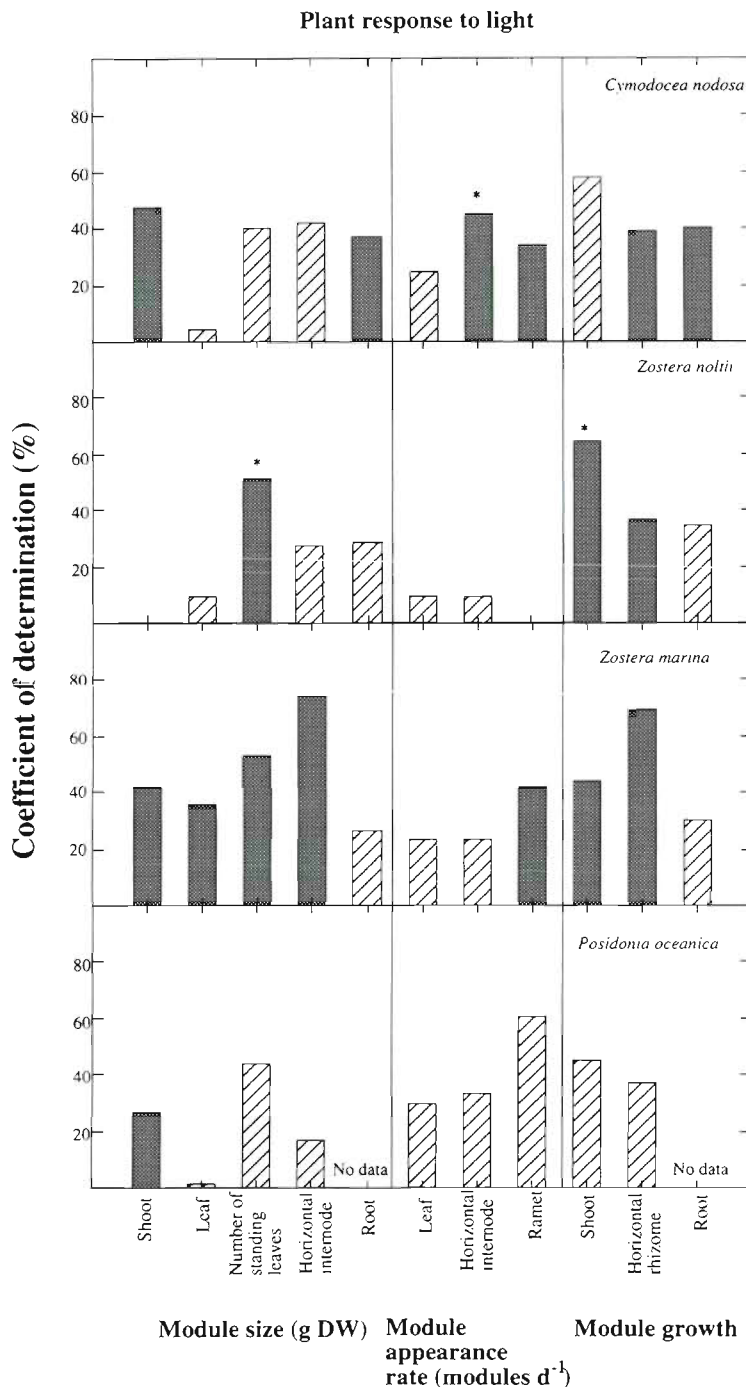 Plant response to light
Coefficient of determination (%)
Cymodocea nodosa
80
60
40
20
*
Zostera noltii
80
60
40
20
*
*
Zostera marina
80
60
40
20
Posidonia oceanica
80
60
40
20
No data
No data
Shoot
Leaf
Number of
standing
leaves
Horizontal
internode
Root
Leaf
Horizontal
internode
Ramet
Shoot
Horizontal
rhizome
Root
Module size (g DW)
Module
appearance
rate (modules d⁻¹)
Module growth